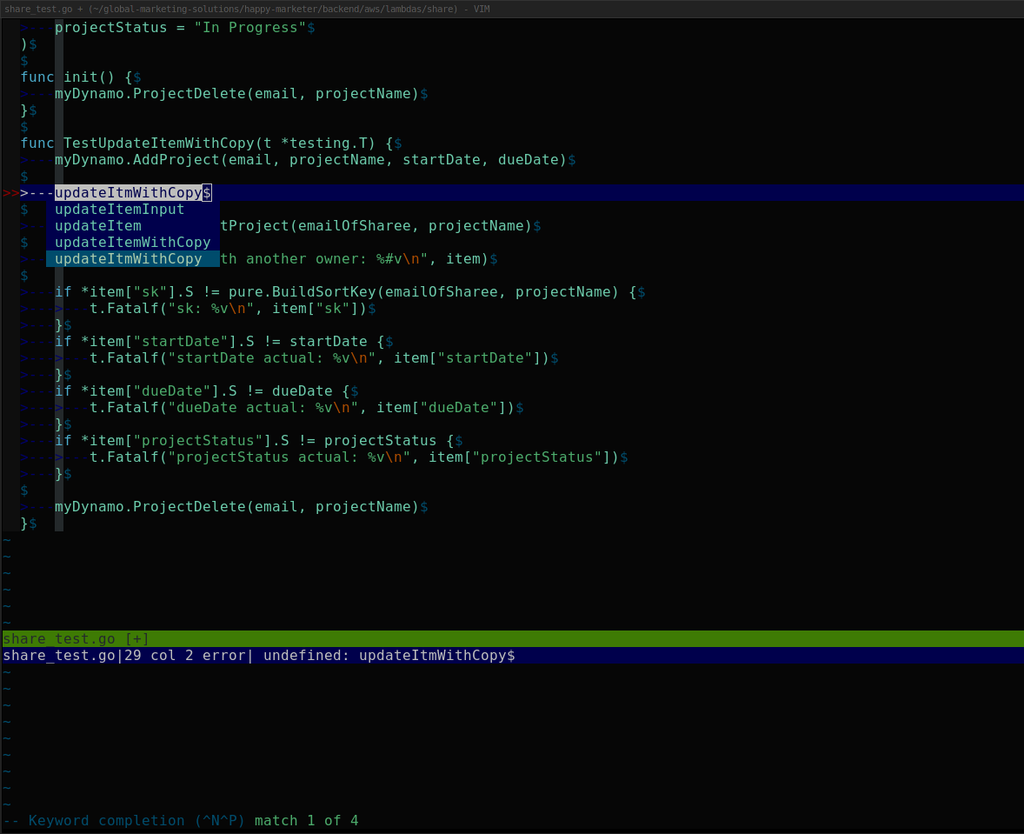 share_test.go + (~/global-marketing-solutions/happy-marketer/backend/aws/lambdas/share) - VIM
>---projectStatus = "In Progress"$
)$
$
func init() {$
>---myDynamo.ProjectDelete(email, projectName)$
}$
$
func TestUpdateItemWithCopy(t *testing.T) {$
>---myDynamo.AddProject(email, projectName, startDate, dueDate)$
$
>>>---updateItmWithCopy$
$ updateItemInput
updateItem tProject(emailOfSharee, projectName)$
$ updateItemWithCopy
updateItmWithCopy th another owner: %#v\n", item)$
$
>---if *item["sk"].S != pure.BuildSortKey(emailOfSharee, projectName) {$
>--->---t.Fatalf("sk: %v\n", item["sk"])$
>---}$
>---if *item["startDate"].S != startDate {$
>--->---t.Fatalf("startDate actual: %v\n", item["startDate"])$
>---}$
>---if *item["dueDate"].S != dueDate {$
>--->---t.Fatalf("dueDate actual: %v\n", item["dueDate"])$
>---}$
>---if *item["projectStatus"].S != projectStatus {$
>--->---t.Fatalf("projectStatus actual: %v\n", item["projectStatus"])$
>---}$
$
>---myDynamo.ProjectDelete(email, projectName)$
}$
~
~
~
~
~
~
share_test.go [+]
share_test.go|29 col 2 error| undefined: updateItmWithCopy$
~
~
~
~
~
~
~
~
~
-- Keyword completion (^N^P) match 1 of 4